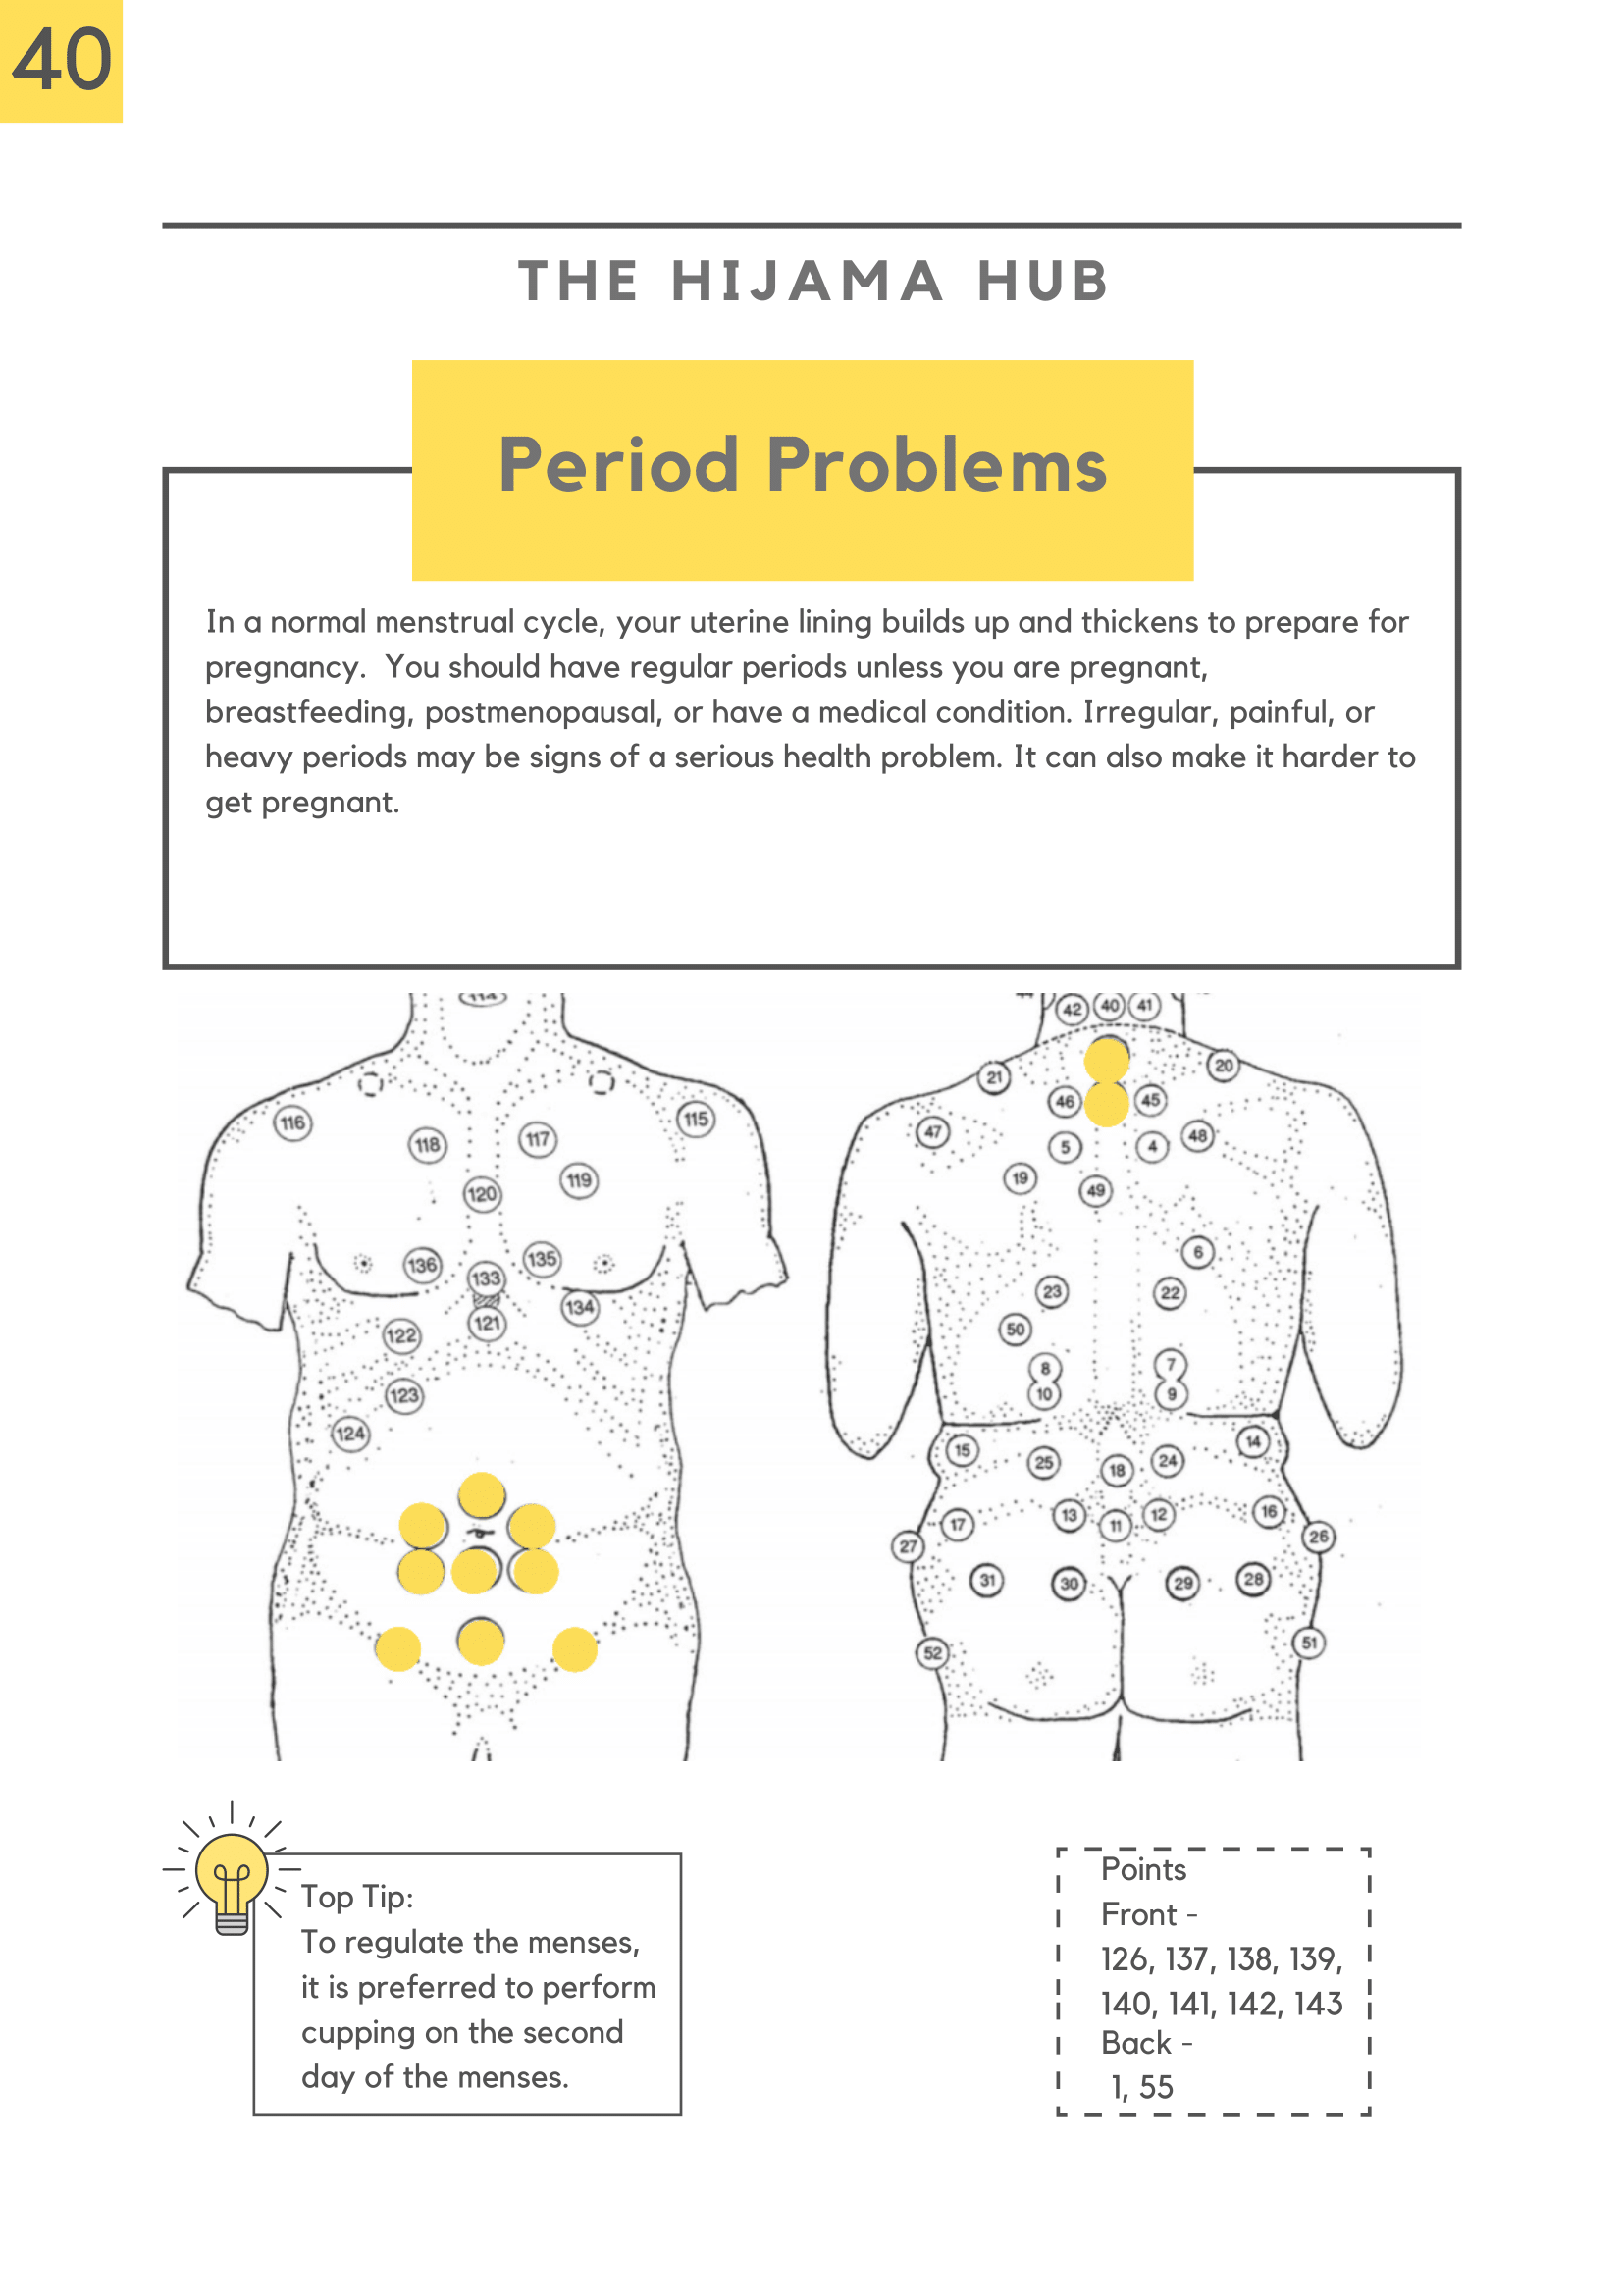 40
THE HIJAMA HUB
Period Problems
In a normal menstrual cycle, your uterine lining builds up and thickens to prepare for
pregnancy.  You should have regular periods unless you are pregnant,
breastfeeding, postmenopausal, or have a medical condition. Irregular, painful, or
heavy periods may be signs of a serious health problem. It can also make it harder to
get pregnant.
114
116
118
117
115
120
119
136
133
135
134
122
121
123
124
42 40 41
21
20
46
45
47
5
4
48
19
49
6
23
22
50
8
7
10
9
15
25
18
24
14
17
13
11
12
16
27
26
31
30
29
28
52
51
Top Tip:
To regulate the menses,
it is preferred to perform
cupping on the second
day of the menses.
Points
Front -
126, 137, 138, 139,
140, 141, 142, 143
Back -
1, 55